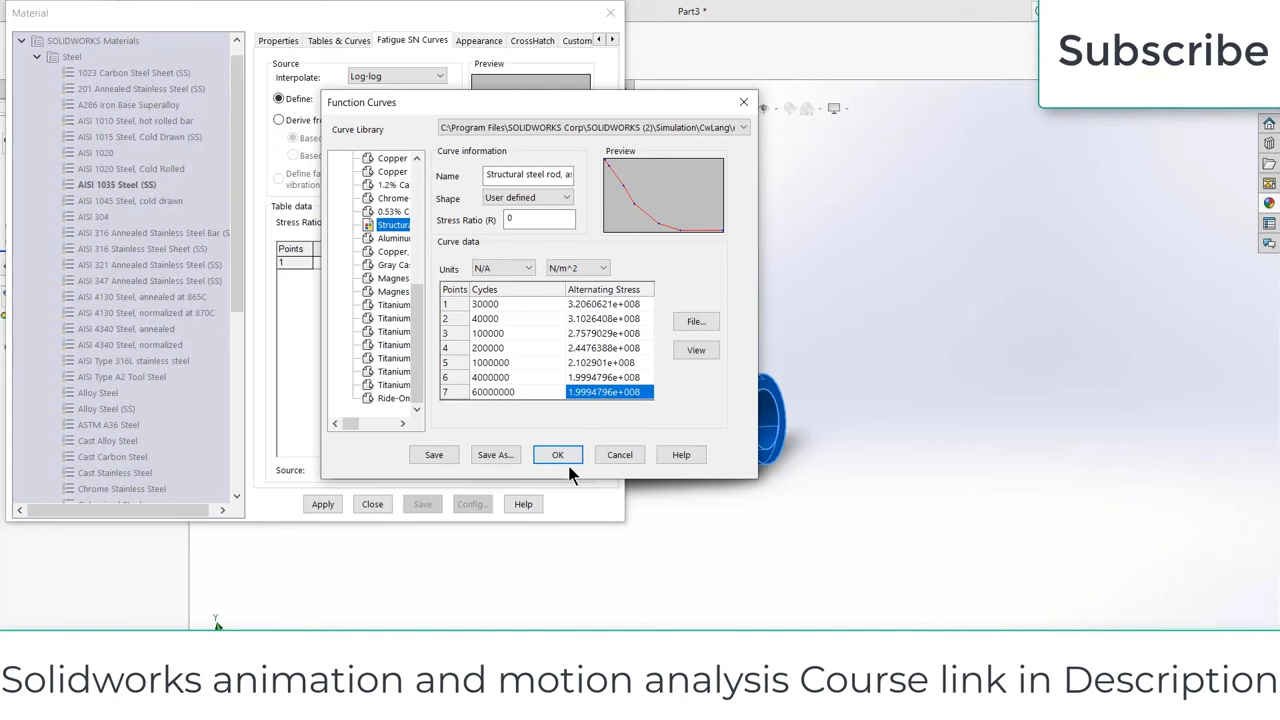 Material
Part3 *
Subscribe
SOLIDWORKS Materials
Steel
1023 Carbon Steel Sheet (SS)
201 Annealed Stainless Steel (SS)
A286 Iron Base Superalloy
AISI 1010 Steel, hot rolled bar
AISI 1015 Steel, Cold Drawn (SS)
AISI 1020
AISI 1020 Steel, Cold Rolled
AISI 1035 Steel (SS)
AISI 1045 Steel, cold drawn
AISI 304
AISI 316 Annealed Stainless Steel Bar (S
AISI 316 Stainless Steel Sheet (SS)
AISI 321 Annealed Stainless Steel (SS)
AISI 347 Annealed Stainless Steel (SS)
AISI 4130 Steel, annealed at 865C
AISI 4130 Steel, normalized at 870C
AISI 4340 Steel, annealed
AISI 4340 Steel, normalized
AISI Type 316L stainless steel
AISI Type A2 Tool Steel
Alloy Steel
Alloy Steel (SS)
ASTM A36 Steel
Cast Alloy Steel
Cast Carbon Steel
Cast Stainless Steel
Chrome Stainless Steel
Properties Tables & Curves Fatigue SN Curves Appearance CrossHatch Custom
Source
Interpolate: Log-log
Preview
Define:
Derive fr
Based
Based
Define fa
vibration
Table data
Stress Ratio
Points
1
Source:
Apply Close Save Config... Help
Function Curves
Curve Library
C:\Program Files\SOLIDWORKS Corp\SOLIDWORKS (2)\Simulation\CwLang\
Copper
Copper
1.2% Ca
Chrome-
0.53% C
Structura
Aluminu
Copper,
Gray Cas
Magnes
Magnes
Titanium
Titanium
Titanium
Titanium
Titanium
Titanium
Titanium
Ride-On
Curve information
Name Structural steel rod, as
Shape User defined
Stress Ratio (R) 0
Preview
Curve data
Units N/A N/m^2
Points Cycles Alternating Stress
1 30000 3.2060621e+008
2 40000 3.1026408e+008
3 100000 2.7579029e+008
4 200000 2.4476388e+008
5 1000000 2.102901e+008
6 4000000 1.9994796e+008
7 60000000 1.9994796e+008
File...
View
Save Save As... OK Cancel Help
Y
Solidworks animation and motion analysis Course link in Description